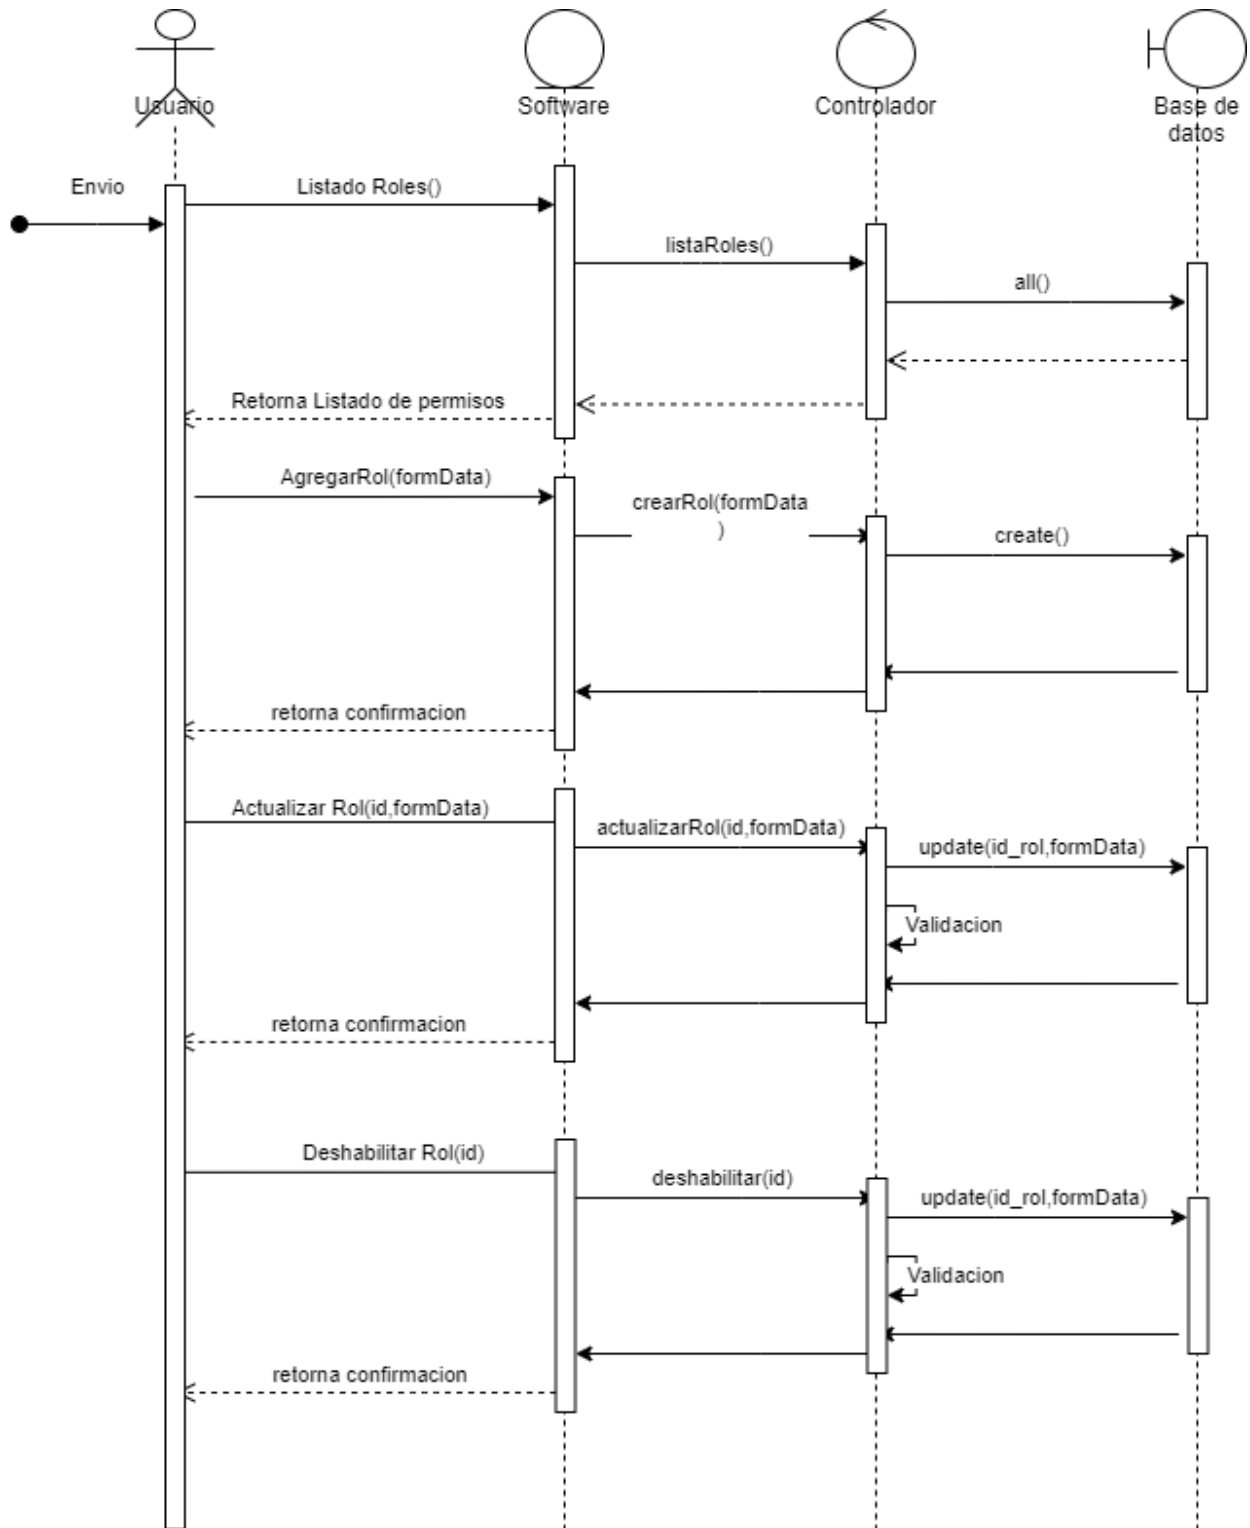 Usuario
Software
Controlador
Base de
datos
Envio
Listado Roles()
listaRoles()
all()
Retorna Listado de permisos
AgregarRol(formData)
crearRol(formData
)
create()
retorna confirmacion
Actualizar Rol(id,formData)
actualizarRol(id,formData)
update(id_rol,formData)
Validacion
retorna confirmacion
Deshabilitar Rol(id)
deshabilitar(id)
update(id_rol,formData)
Validacion
retorna confirmacion